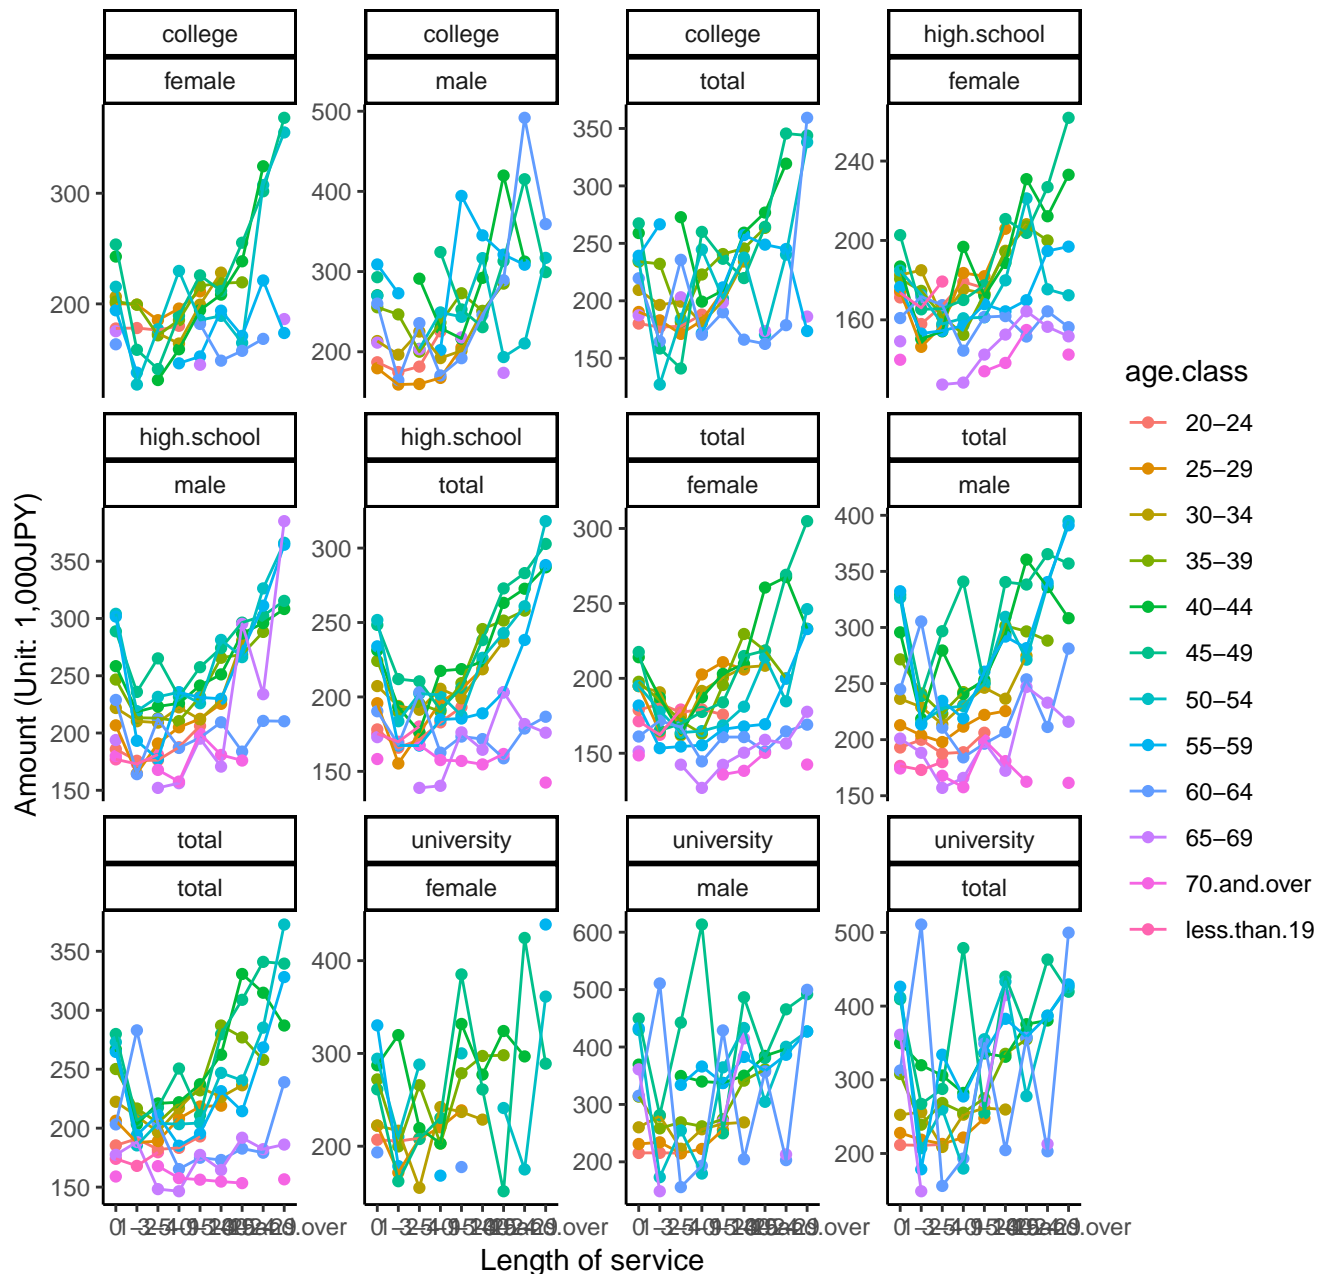 college
college
college
high.school
female
male
total
female
500
400
300
200
300
200
350
300
250
200
150
240
200
160
high.school
high.school
total
total
male
total
female
male
350
300
250
200
150
300
250
200
150
300
250
200
150
400
350
300
250
200
150
total
university
university
university
total
female
male
total
350
300
250
200
150
400
300
200
600
500
400
300
200
500
400
300
200
Length of service
Amount (Unit: 1,000JPY)
age.class
20−24
25−29
30−34
35−39
40−44
45−49
50−54
55−59
60−64
65−69
70.and.over
less.than.19